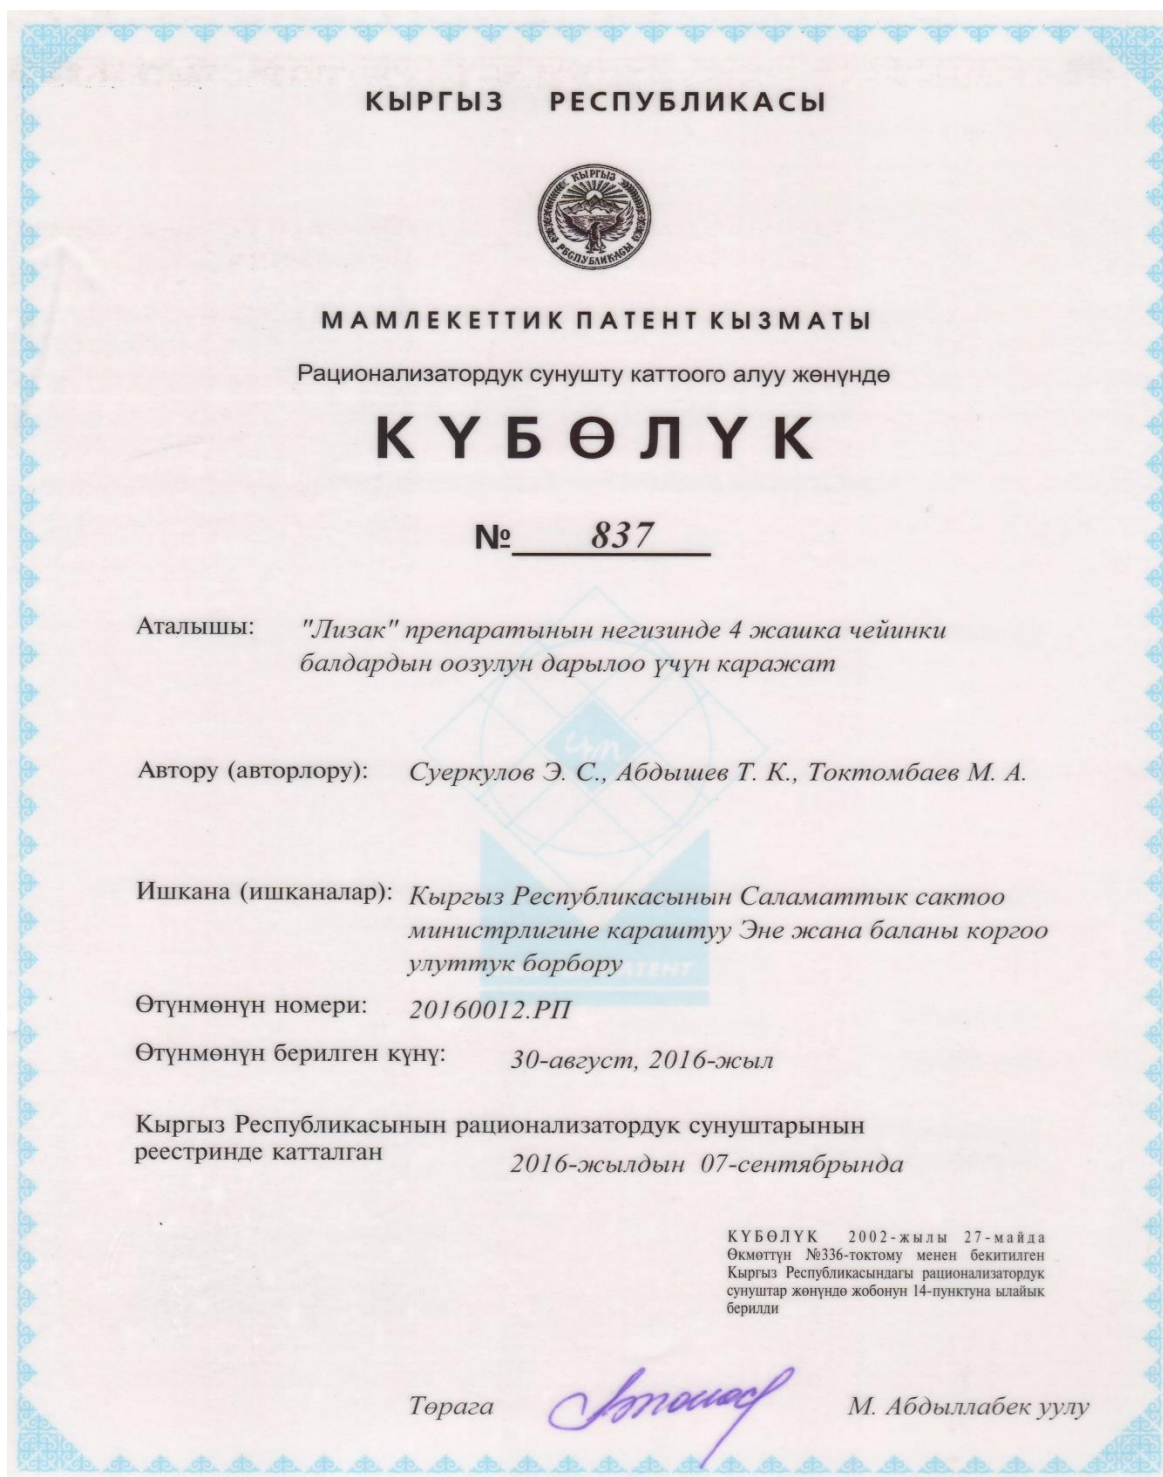 КЫРГЫЗ РЕСПУБЛИКАСЫ
КЫРГЫЗ
РЕСПУБЛИКАСЫ
МАМЛЕКЕТТИК ПАТЕНТ КЫЗМАТЫ
Рационализатордук сунушту каттоого алуу жөнүндө
КҮБӨЛҮК
№ 837
Аталышы: "Лизак" препаратынын негизинде 4 жашка чейинки
балдардын оозулун дарылоо үчүн каражат
Автору (авторлору): Суеркулов Э. С., Абдышев Т. К., Токтомбаев М. А.
Ишкана (ишканалар): Кыргыз Республикасынын Саламаттык сактоо
министрлигине караштуу Эне жана баланы коргоо
улуттук борбору
Өтүнмөнүн номери: 20160012.РП
Өтүнмөнүн берилген күнү: 30-август, 2016-жыл
Кыргыз Республикасынын рационализатордук сунуштарынын
реестринде катталган 2016-жылдын 07-сентябрында
КҮБӨЛҮК 2002-жылы 27-майда
Өкмөттүн №336-токтому менен бекитилген
Кыргыз Республикасындагы рационализатордук
сунуштар жөнүндө жобонун 14-пунктуна ылайык
берилди
Төрага М. Абдыллабек уулу